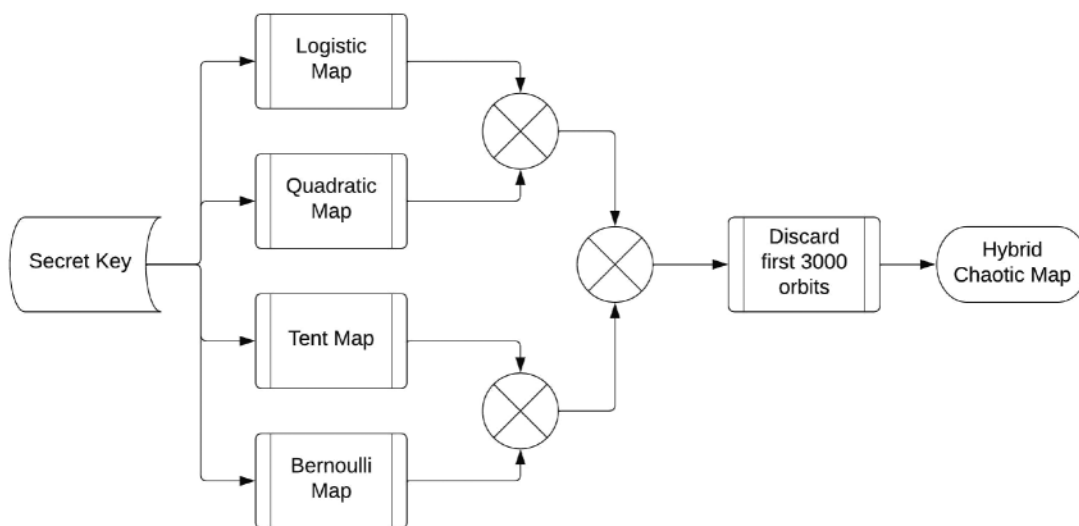 Logistic
Map
Quadratic
Map
Secret Key
Tent Map
Bernoulli
Map
Discard
first 3000
orbits
Hybrid
Chaotic Map